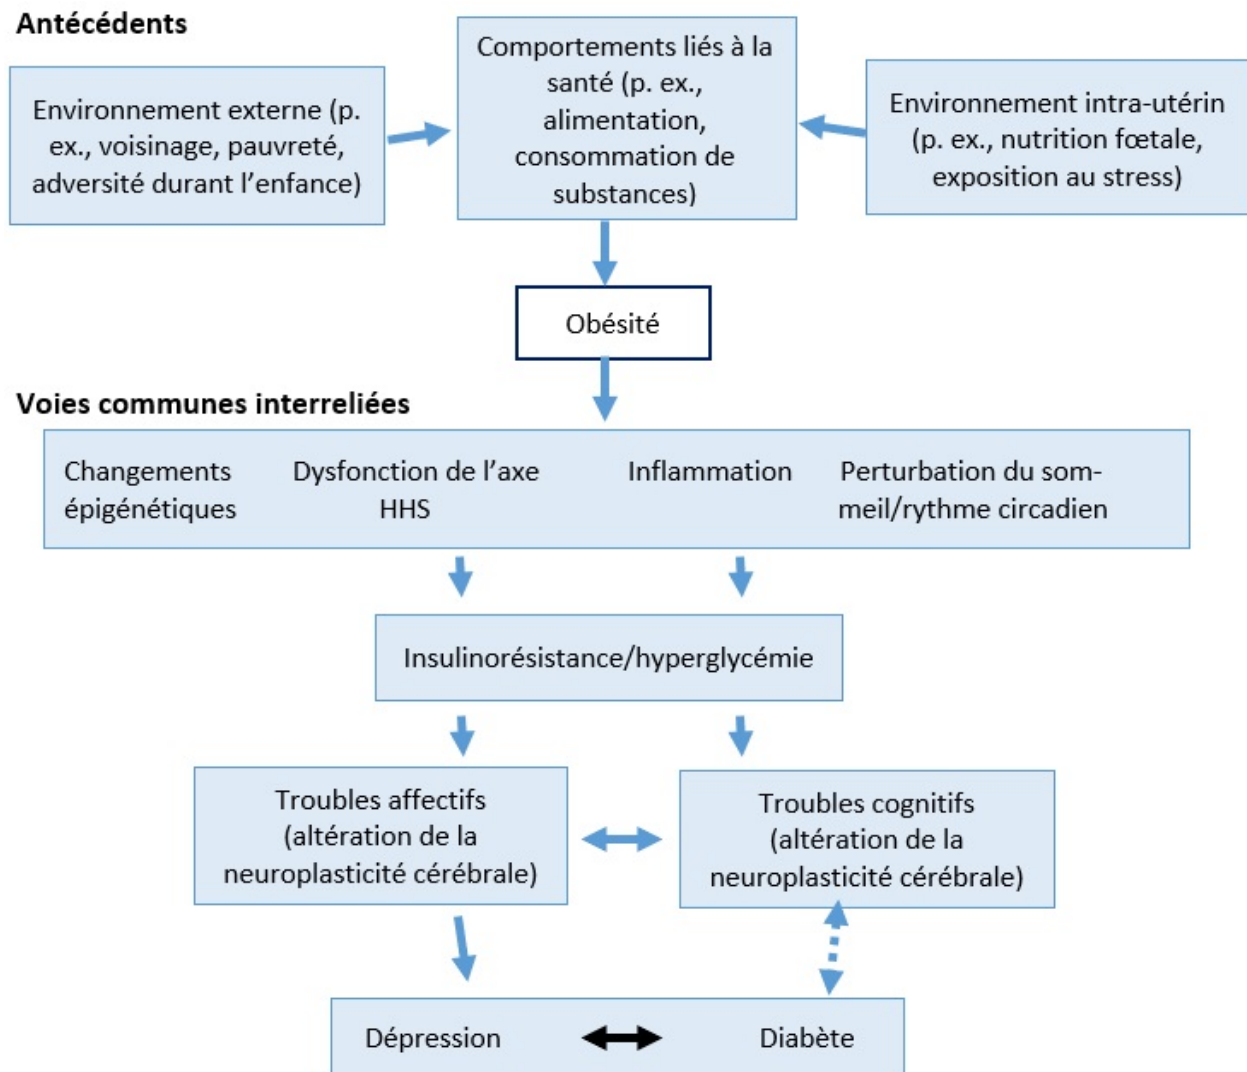 Antécédents
Environnement externe (p.
ex., voisinage, pauvreté,
adversité durant l’enfance)
Comportements liés à la
santé (p. ex.,
alimentation,
consommation de
substances)
Environnement intra-utérin
(p. ex., nutrition fœtale,
exposition au stress)
Obésité
Voies communes interreliées
Changements
épigénétiques
Dysfonction de l’axe
HHS
Inflammation
Perturbation du som-
meil/rythme circadien
Insulinorésistance/hyperglycémie
Troubles affectifs
(altération de la
neuroplasticité cérébrale)
Troubles cognitifs
(altération de la
neuroplasticité cérébrale)
Dépression
Diabète